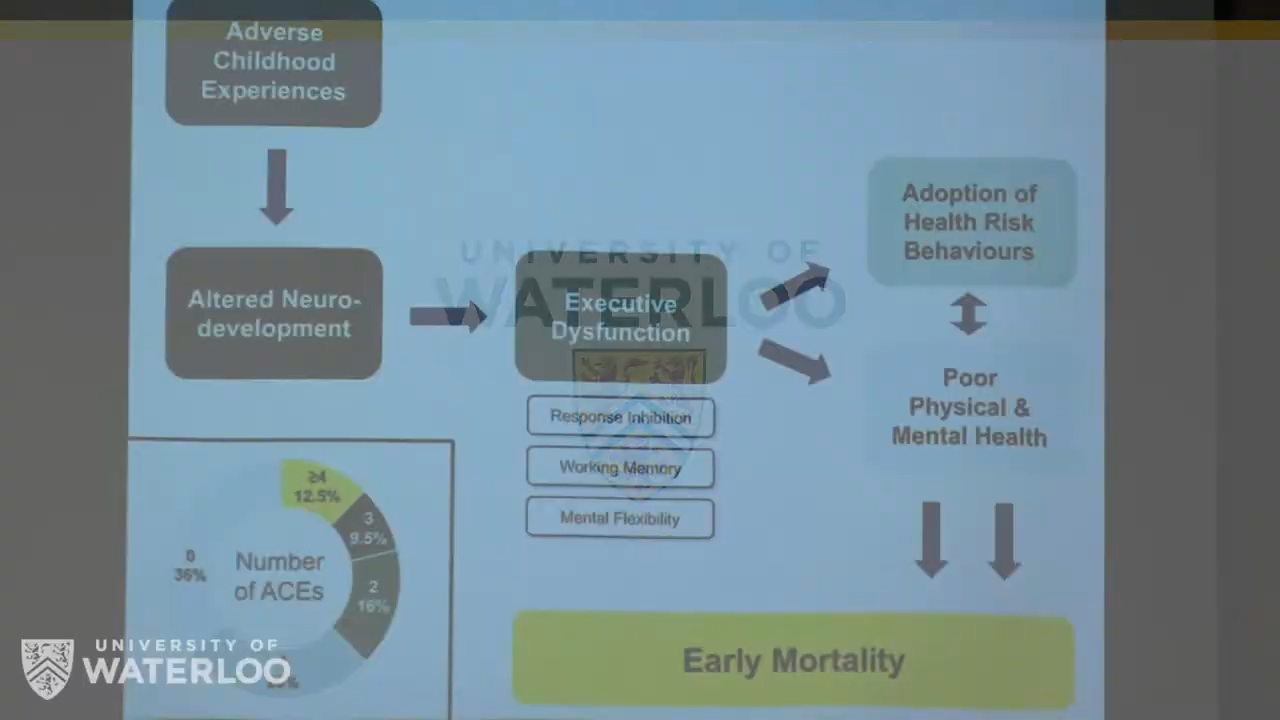 Adverse
Childhood
Experiences
Adoption of
Health Risk
Behaviours
UNIVERSITY OF
WATERLOO
Altered Neuro-
development
Executive
Dysfunction
Response Inhibition
Working Memory
Mental Flexibility
Poor
Physical &
Mental Health
≥4
12.5%
3
9.5%
2
16%
0
36%
Number
of ACEs
Early Mortality
UNIVERSITY OF
WATERLOO